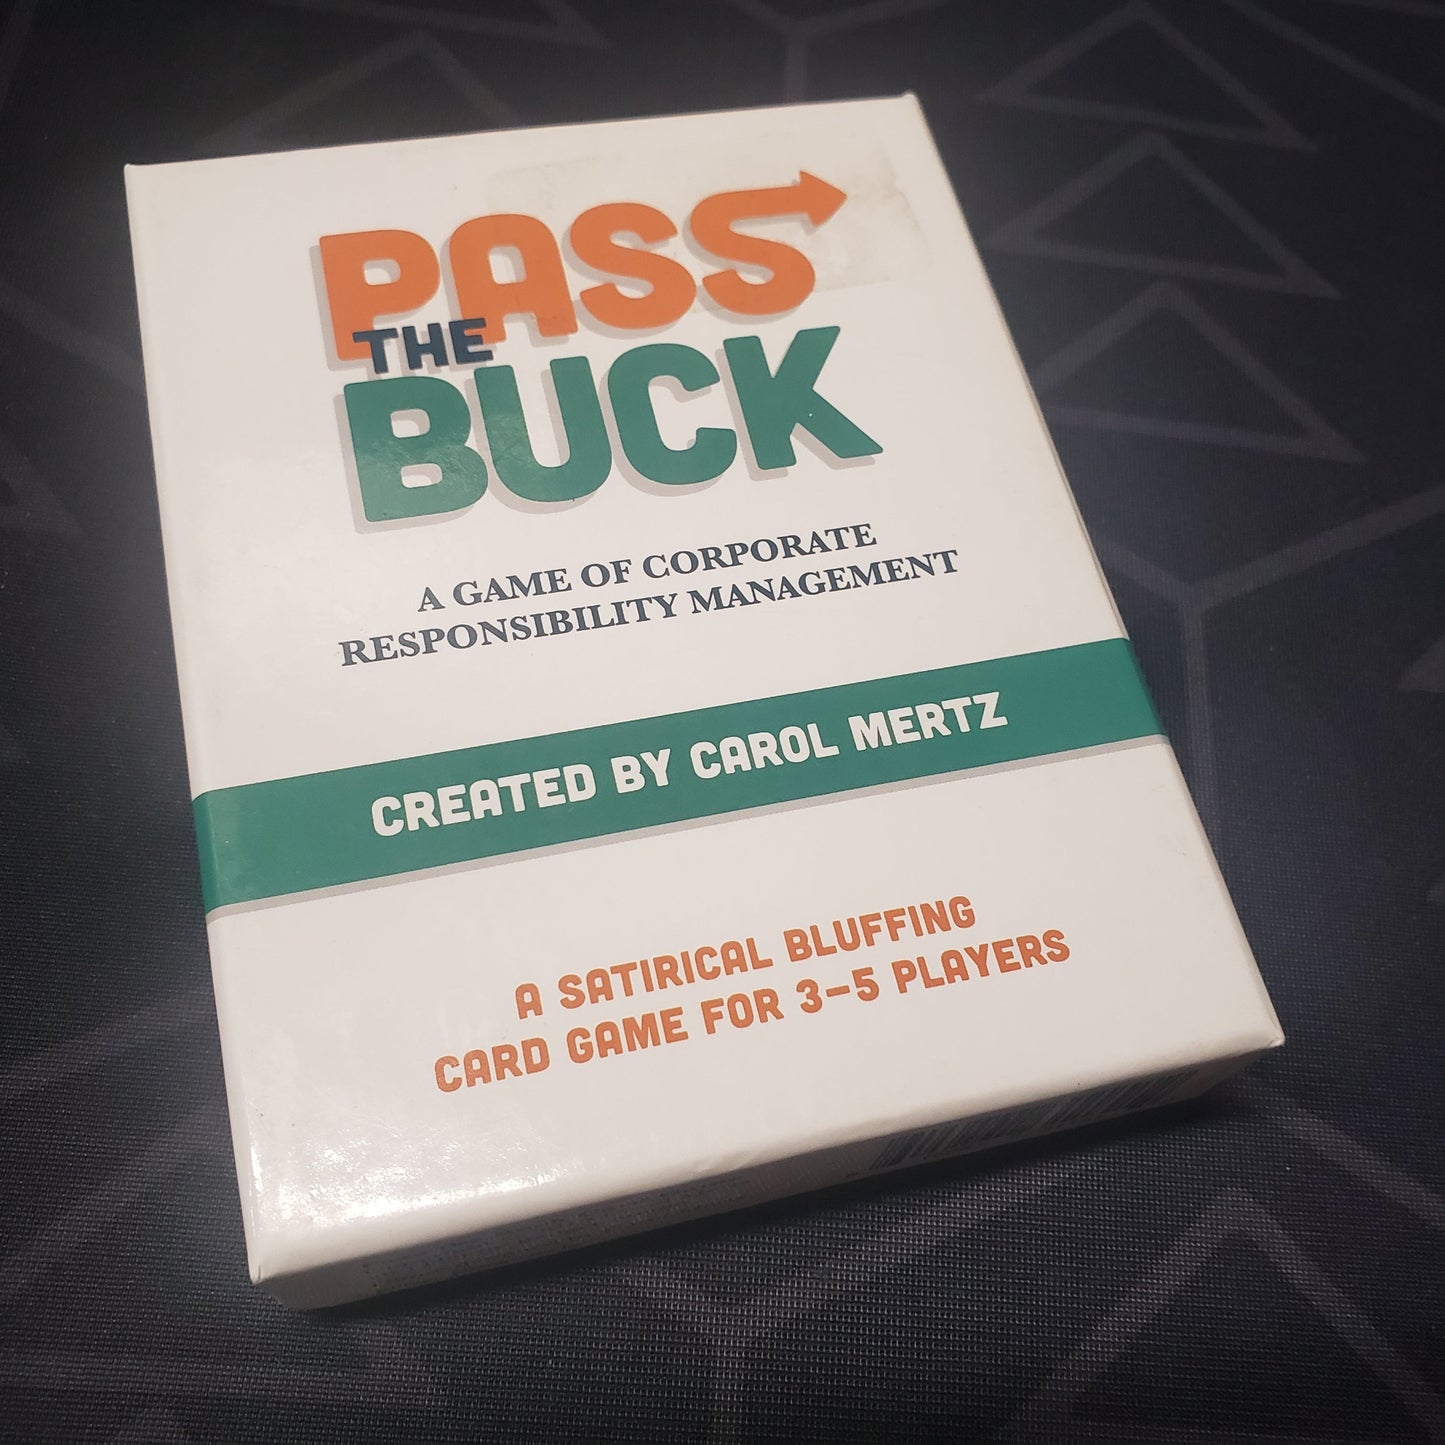 PASS
THE
BUCK
A GAME OF CORPORATE
RESPONSIBILITY MANAGEMENT
CREATED BY CAROL MERTZ
A SATIRICAL BLUFFING
CARD GAME FOR 3–5 PLAYERS